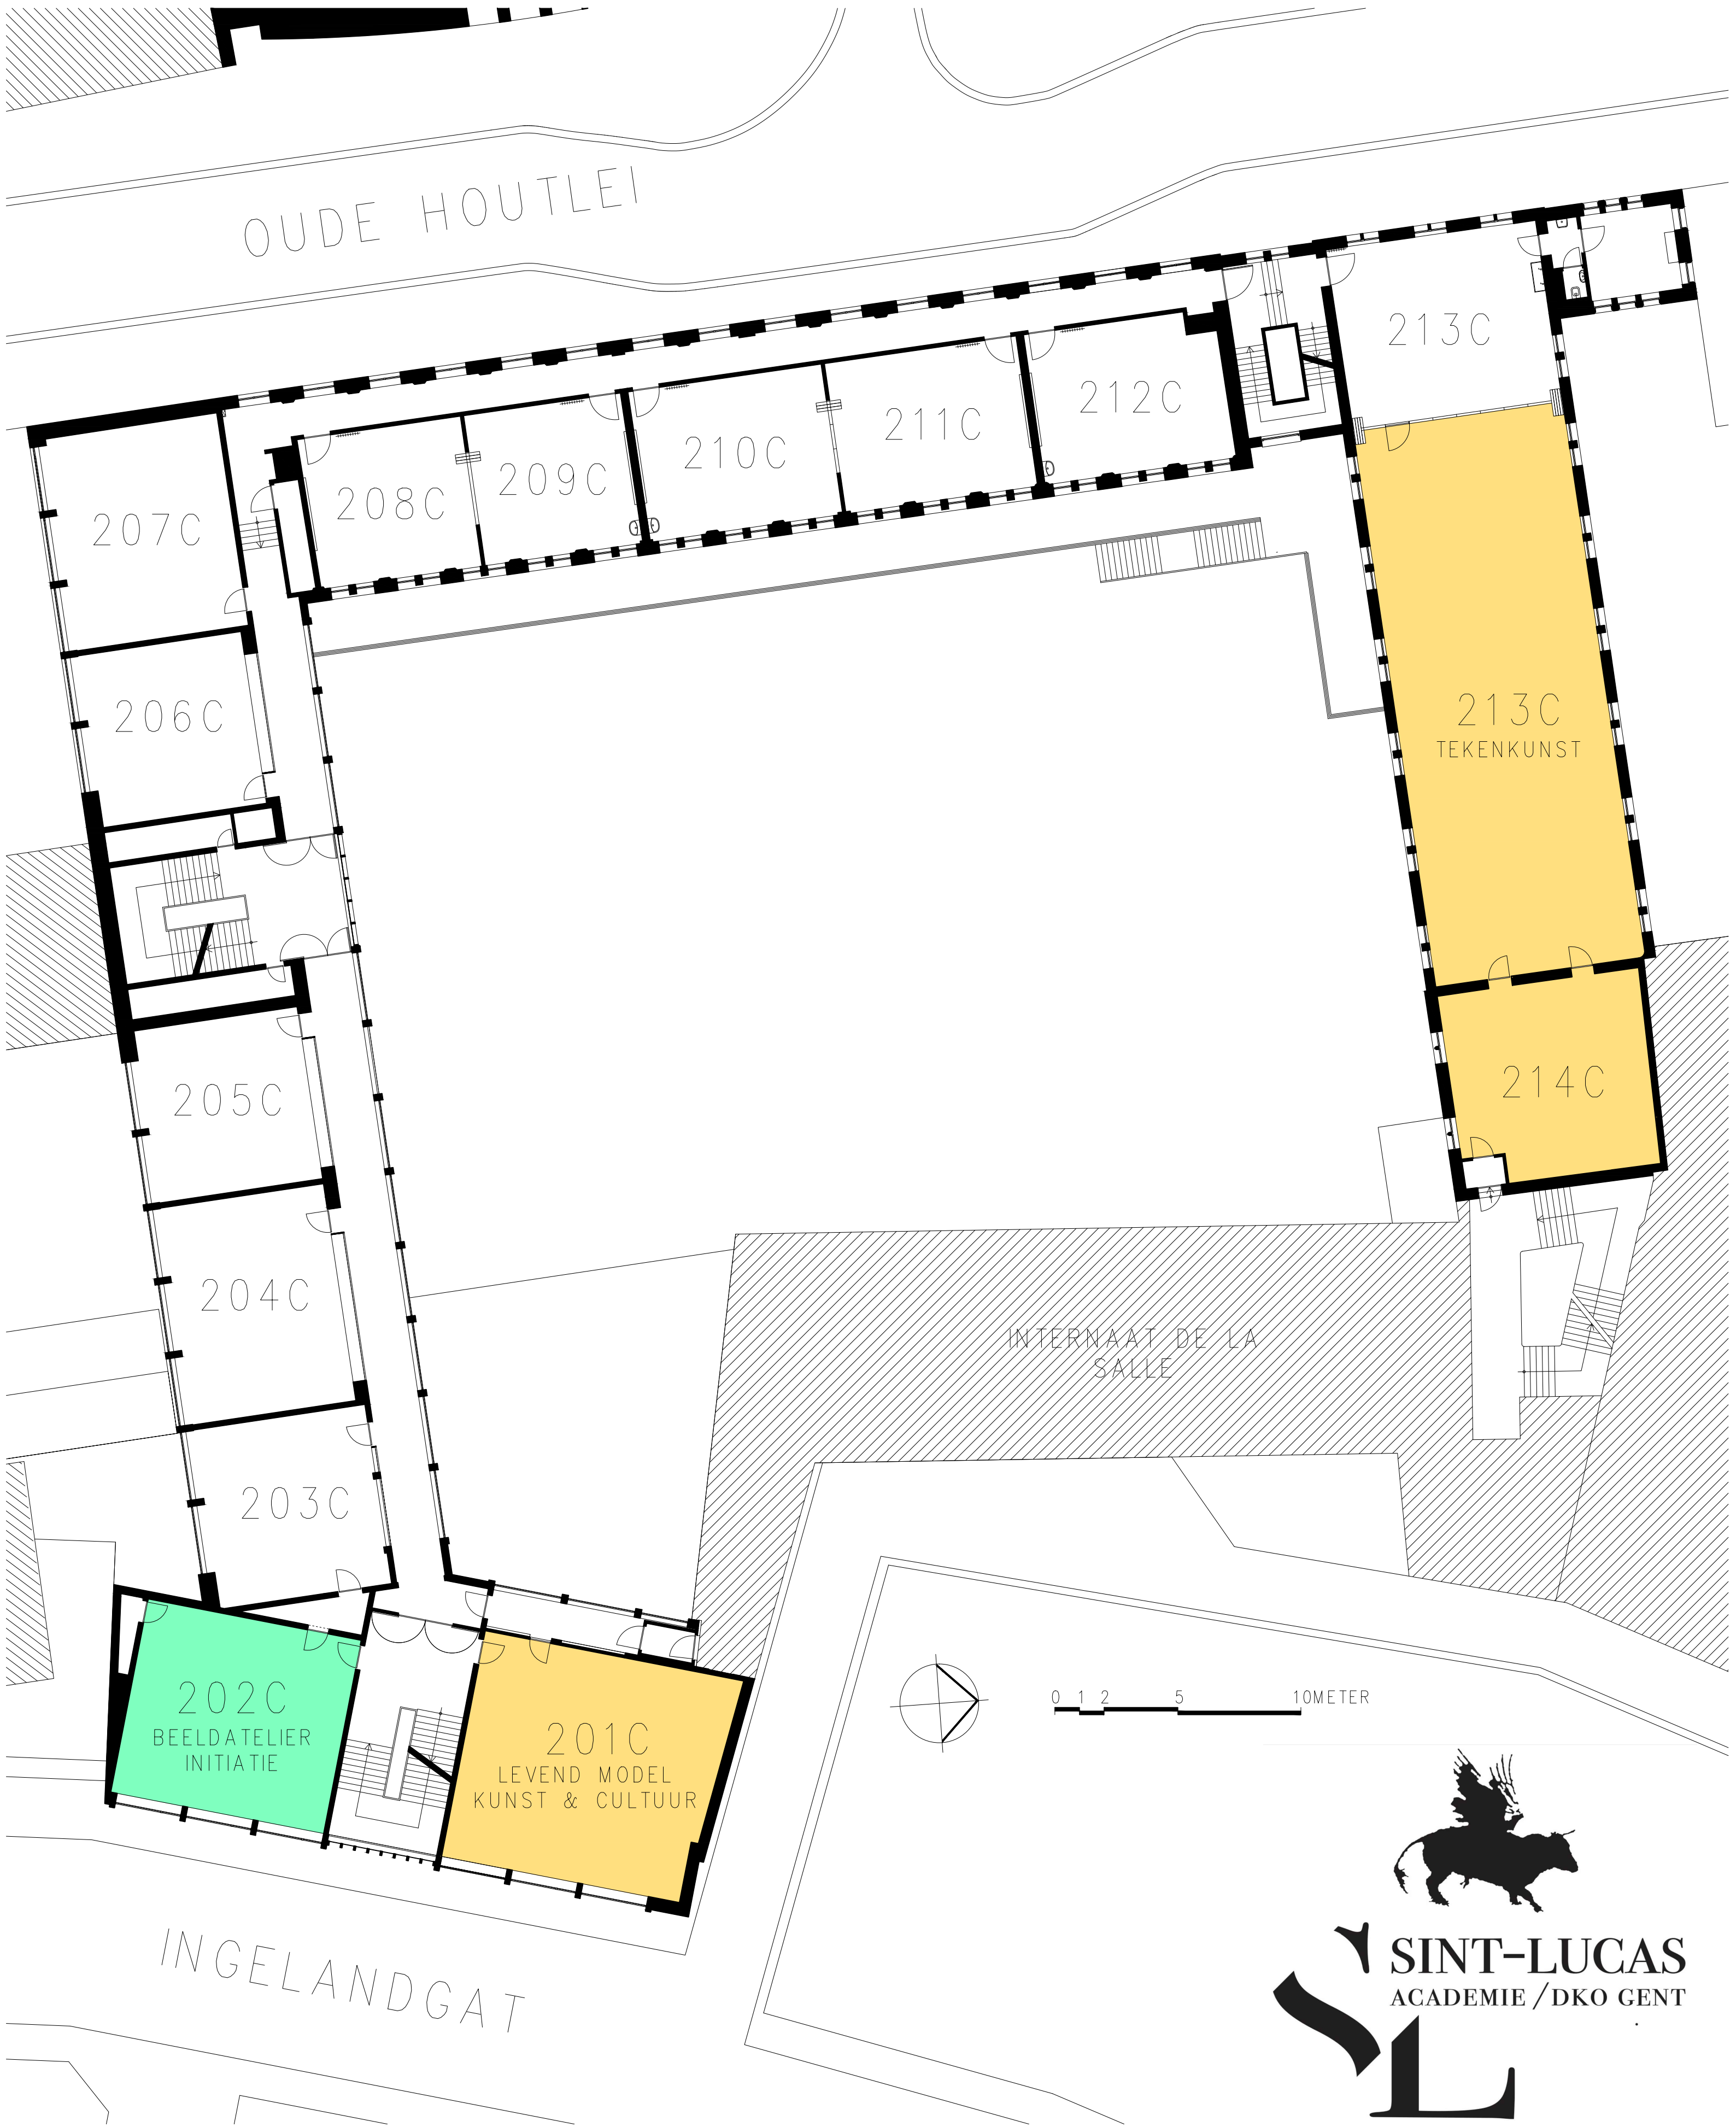 OUDE HOUTLEI
213C
212C
211C
210C
209C
208C
207C
206C
213C
TEKENKUNST
214C
205C
204C
203C
INTERNAAT DE LA
SALLE
202C
BEELDATELIER
INITIATIE
201C
LEVEND MODEL
KUNST & CULTUUR
0 1 2 5 10METER
INGELANDGAT
SINT-LUCAS
ACADEMIE/DKO GENT
SL